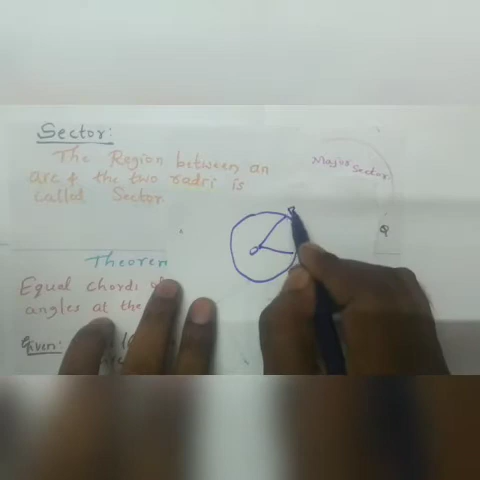 Sector:
The Region between an
arc & the two radii is
called Sector
Major Sector
Q
Theorem
Equal chords
angles at the
Given:
O